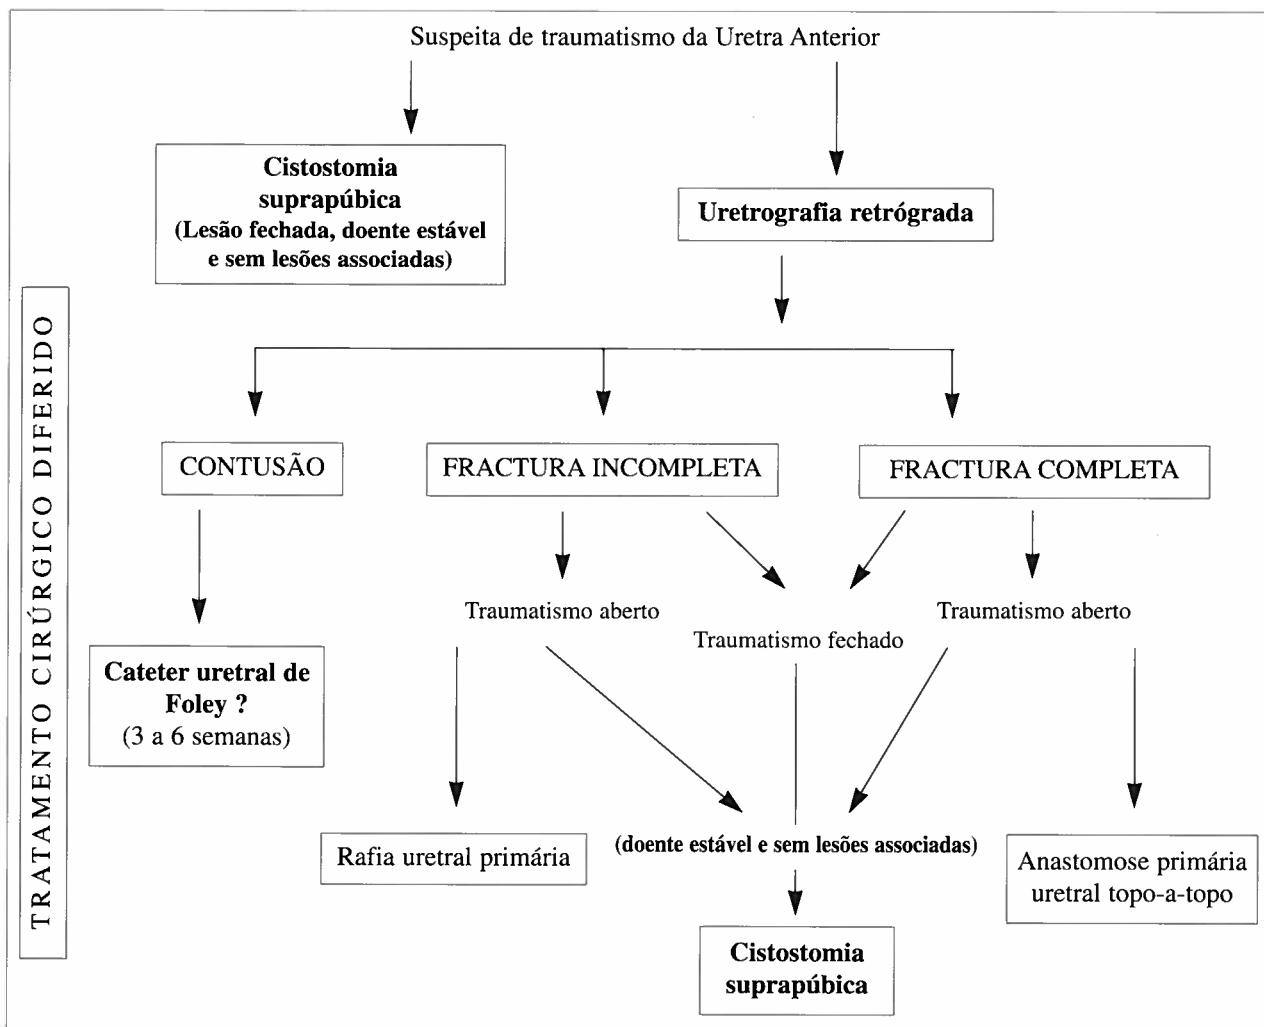 Suspeita de traumatismo da Uretra Anterior
Cistostomia
suprapúbica
(Lesão fechada, doente estável
e sem lesões associadas)
Uretrografia retrógrada
TRATAMENTO CIRÚRGICO DIFERIDO
CONTUSÃO
FRACTURA INCOMPLETA
FRACTURA COMPLETA
Traumatismo aberto
Traumatismo fechado
Traumatismo aberto
Cateter uretral de
Foley ?
(3 a 6 semanas)
Rafia uretral primária
(doente estável e sem lesões associadas)
Anastomose primária
uretral topo-a-topo
Cistostomia
suprapúbica